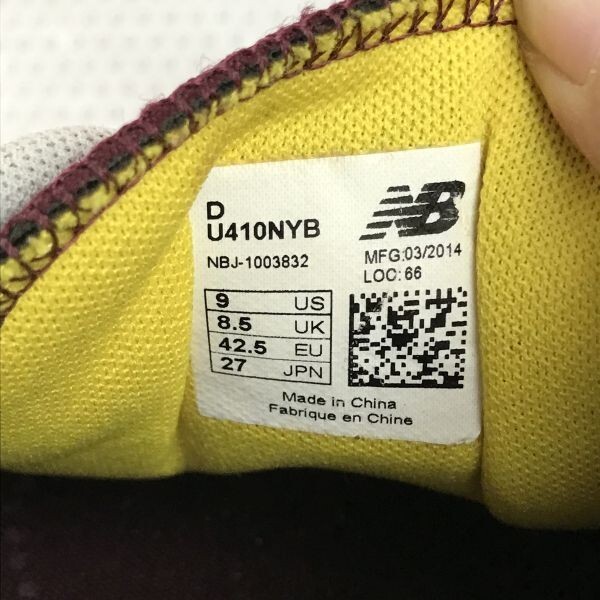 D
U410NYB
NB
NBJ-1003832
MFG:03/2014
LOC:66
9 US
8.5 UK
42.5 EU
27 JPN
Made in China
Fabrique en Chine